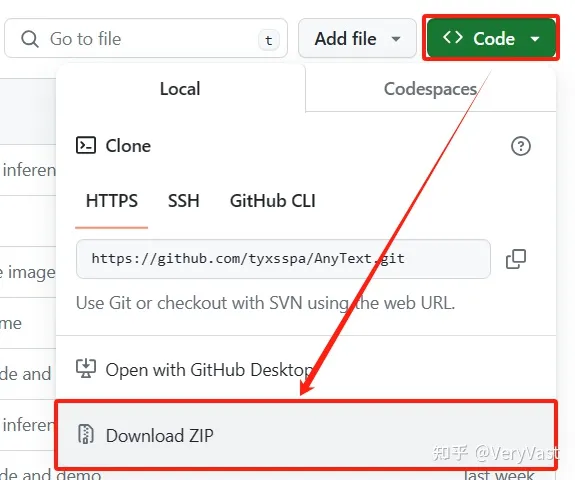 Go to file t Add file Code
Local Codespaces
Clone
inferen
HTTPS SSH GitHub CLI
https://github.com/tyxsspa/AnyText.git
e image
Use Git or checkout with SVN using the web URL.
me
Open with GitHub Desktop
de and
inferen
Download ZIP
知乎 @VeryVast
de and demo last week